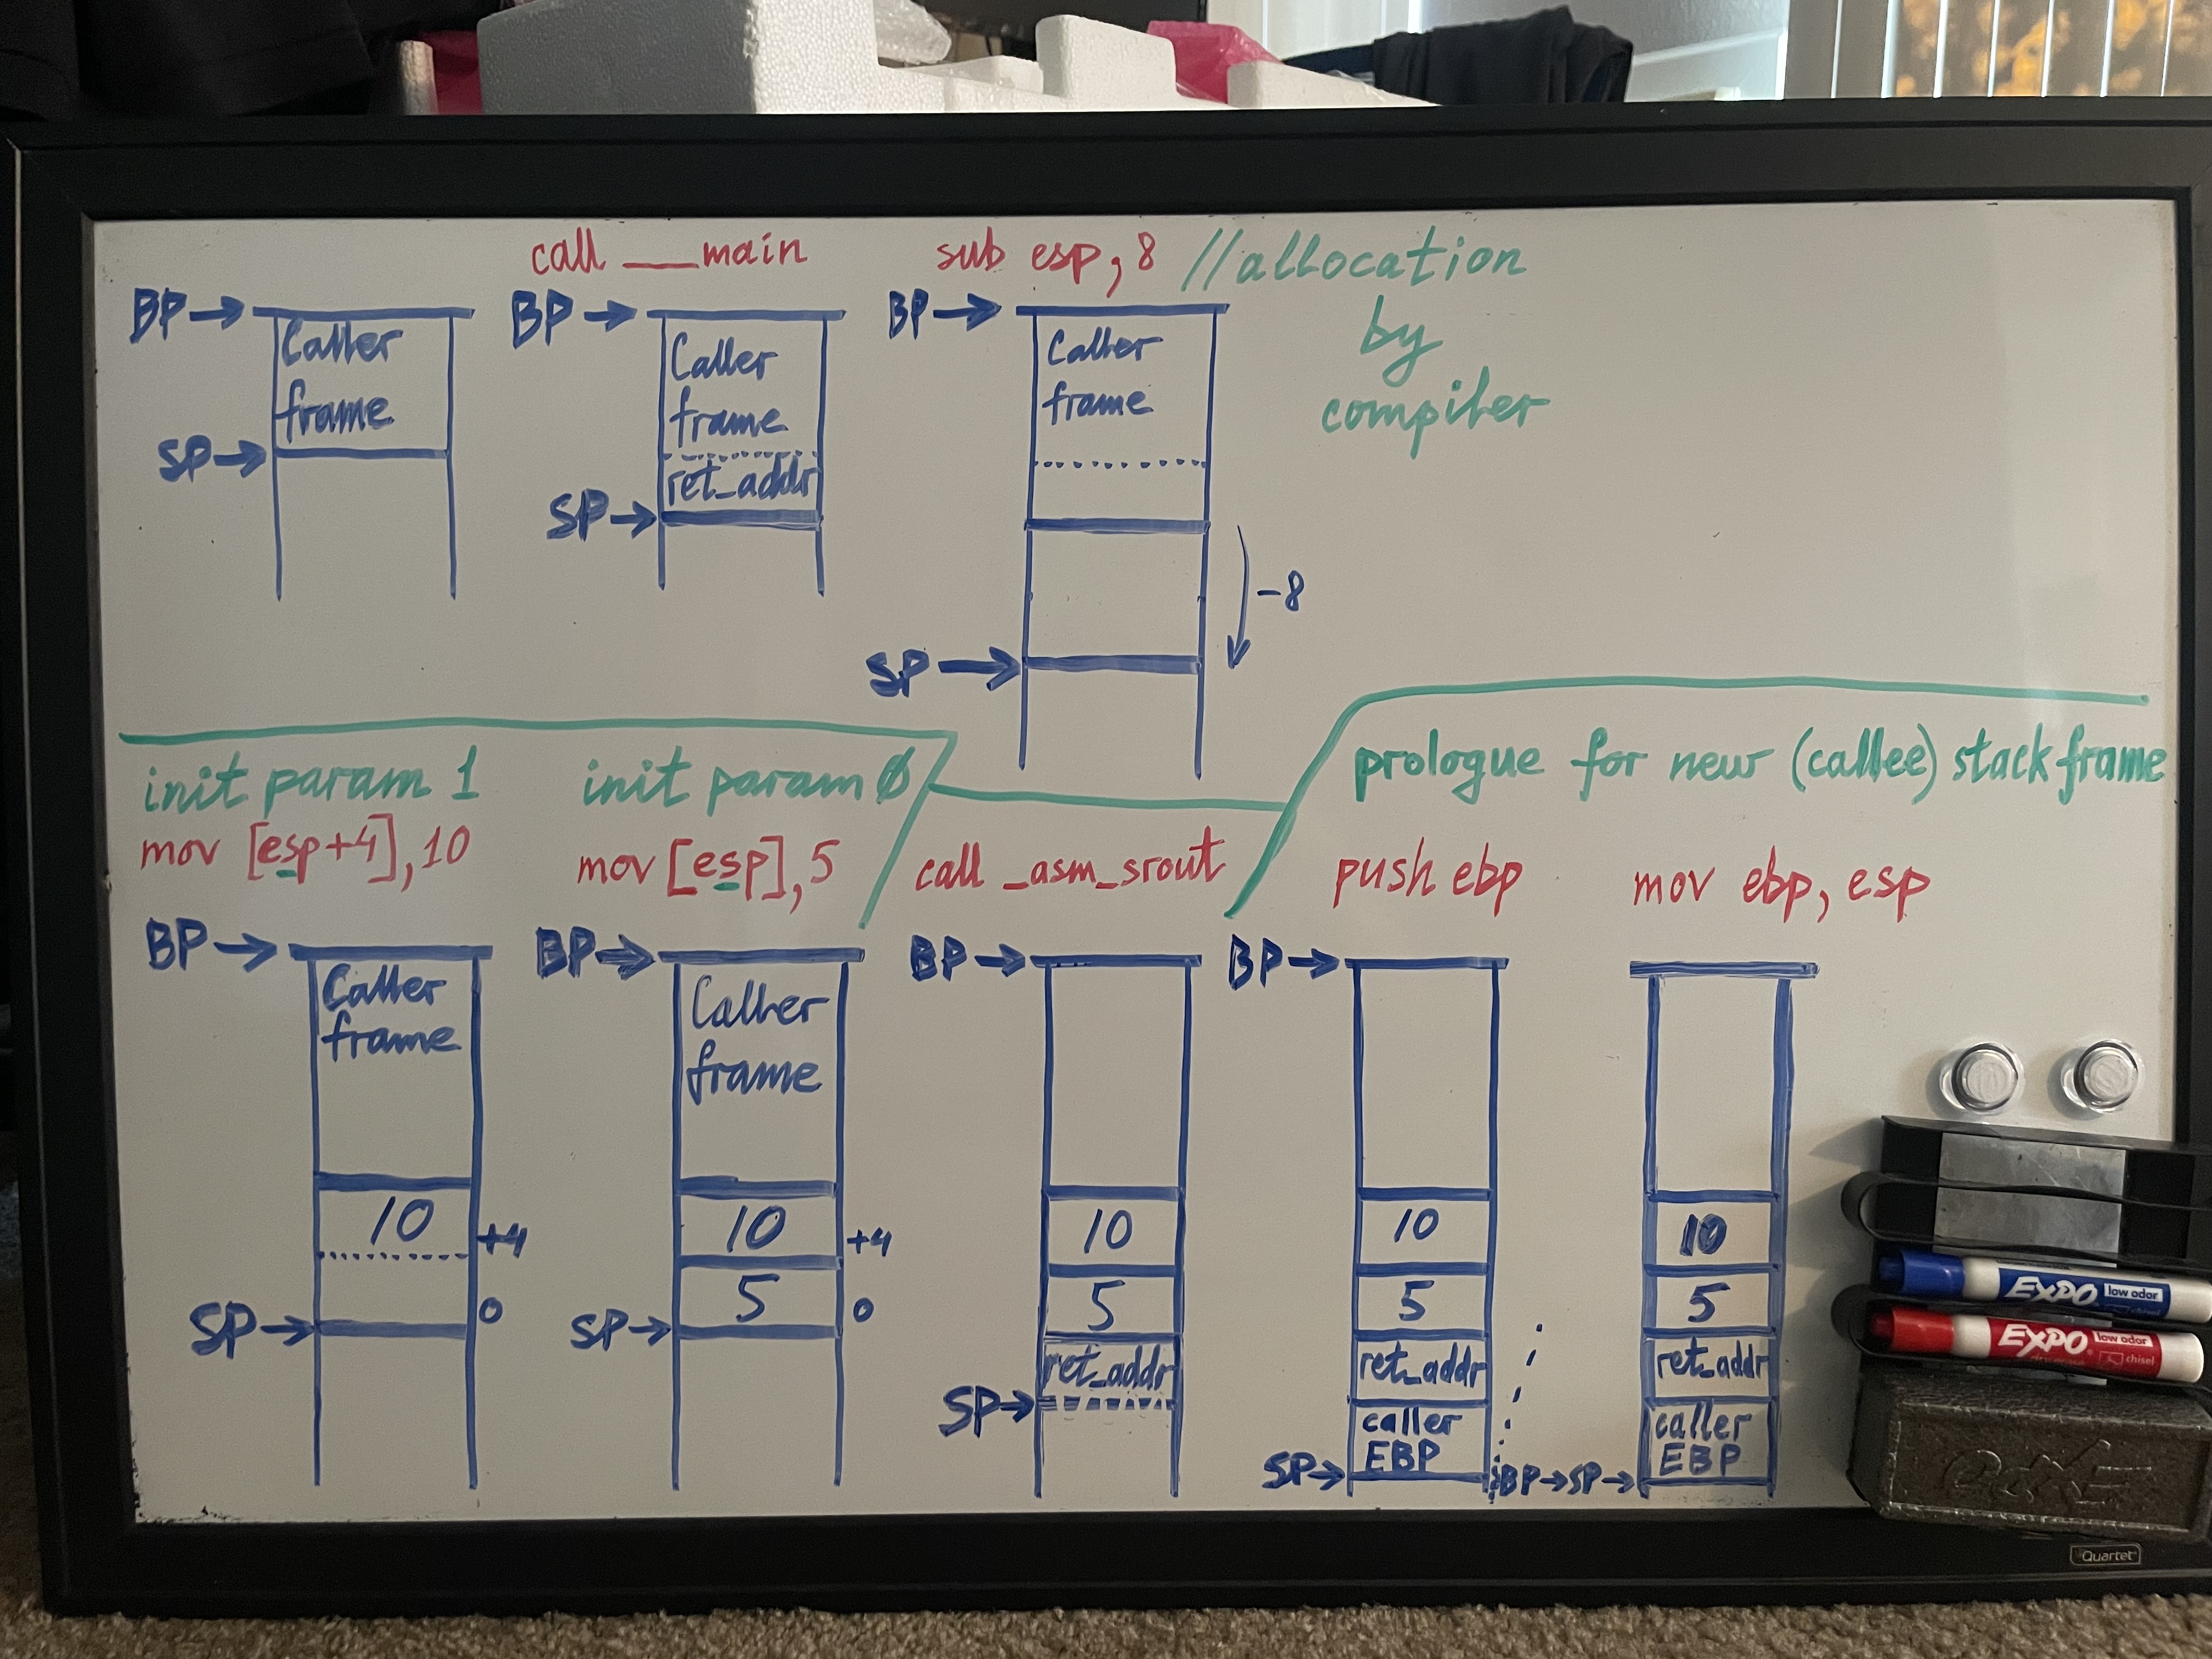 call __main
sub esp, 8 //allocation
by
compiler
BP→
Caller
frame
SP→
BP→
Caller
frame
ret_addr
SP→
BP→
Caller
frame
-8
SP→
init param 1
mov [esp+4], 10
init param 0
mov [esp], 5
call _asm_srout
prologue for new (callee) stack frame
push ebp
mov ebp, esp
BP→
Caller
frame
10
+4
0
SP→
BP→
Caller
frame
10
+4
5
0
SP→
BP→
10
5
ret_addr
SP→
BP→
10
5
ret_addr
caller
EBP
SP→
10
5
ret_addr
caller
EBP
BP→SP→
EXPO low odor
EXPO low odor
chisel
Quartet